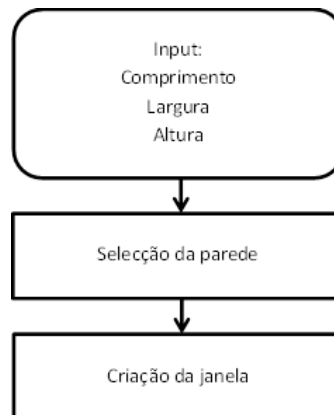 Input:
Comprimento
Largura
Altura
Selecção da parede
Criação da janela